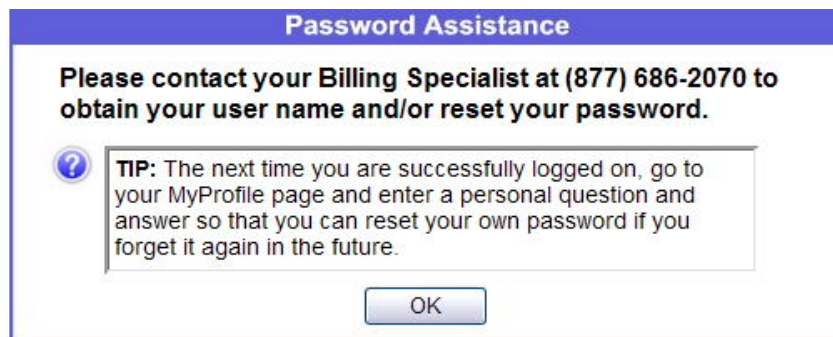 Password Assistance
Please contact your Billing Specialist at (877) 686-2070 to
obtain your user name and/or reset your password.
TIP: The next time you are successfully logged on, go to
your MyProfile page and enter a personal question and
answer so that you can reset your own password if you
forget it again in the future.
OK